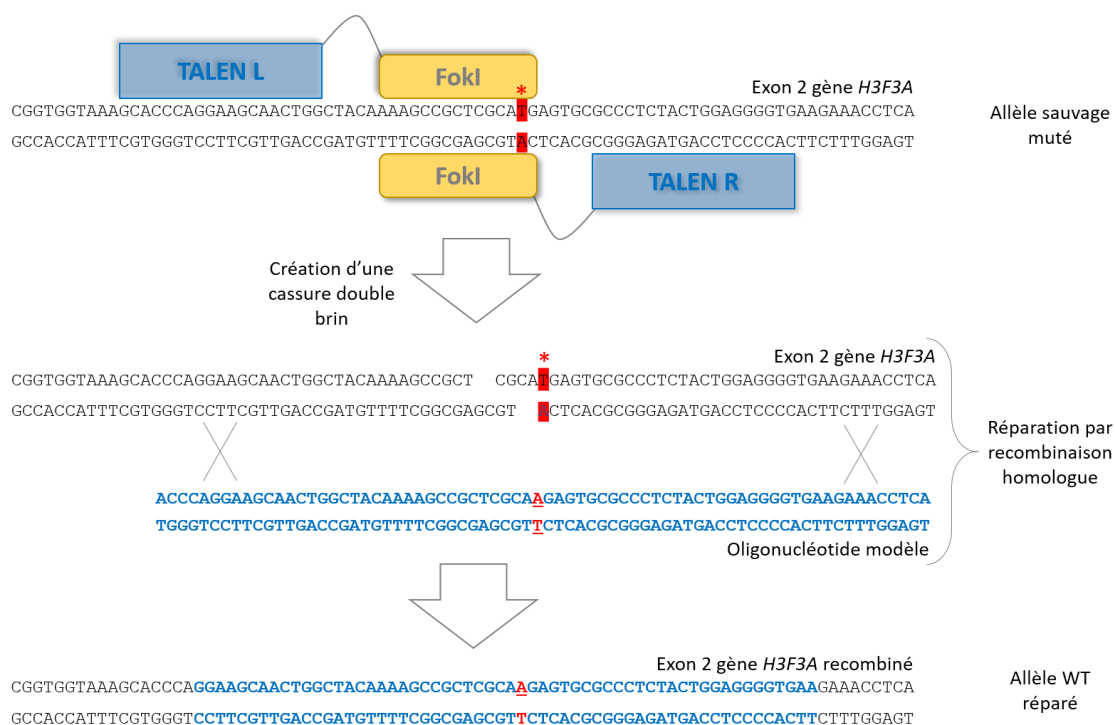 TALEN L
FokI
*
Exon 2 gène H3F3A
CGGTGGTAAAGCACCCAGGAAGCAACTGGCTACAAAAGCCGCTCGCATGAGTGCGCCCTCTACTGGAGGGGTGAAGAAACCTCA
GCCACCATTTCGTGGGTCCTTCGTTGACCGATGTTTTCGGCGAGCGTACTCACGCGGGAGATGACCTCCCCACTTCTTTGGAGT
Allèle sauvage
muté
FokI
TALEN R
Création d'une
cassure double
brin
*
Exon 2 gène H3F3A
CGGTGGTAAAGCACCCAGGAAGCAACTGGCTACAAAAGCCGCT CGCATGAGTGCGCCCTCTACTGGAGGGGTGAAGAAACCTCA
GCCACCATTTCGTGGGTCCTTCGTTGACCGATGTTTTCGGCGAGCGT ACTCACGCGGGAGATGACCTCCCCACTTCTTTGGAGT
Réparation par
recombinaison
homologue
ACCCAGGAAGCAACTGGCTACAAAAGCCGCTCGCAAGAGTGCGCCCTCTACTGGAGGGGTGAAGAAACCTCA
TGGGTCCTTCGTTGACCGATGTTTTCGGCGAGCGTTCTCACGCGGGAGATGACCTCCCCACTTCTTTGGAGT
Oligonucléotide modèle
Exon 2 gène H3F3A recombiné
CGGTGGTAAAGCACCCAGGAAGCAACTGGCTACAAAAGCCGCTCGCAAGAGTGCGCCCTCTACTGGAGGGGTGAAGAAACCTCA
GCCACCATTTCGTGGGTCCTTCGTTGACCGATGTTTTCGGCGAGCGTTCTCACGCGGGAGATGACCTCCCCACTTCTTTGGAGT
Allèle WT
réparé